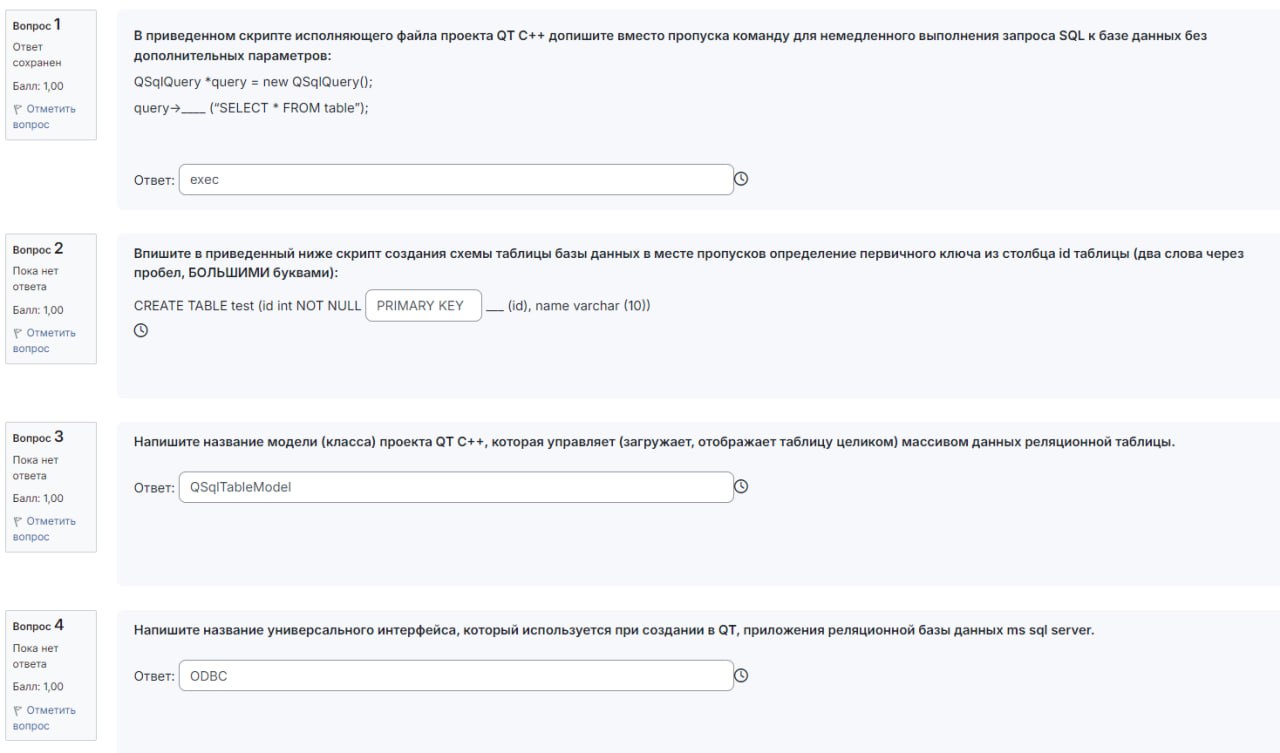 Вопрос 1
Ответ
сохранен
Балл: 1,00
Отметить
вопрос
В приведенном скрипте исполняющего файла проекта QT C++ допишите вместо пропуска команду для немедленного выполнения запроса SQL к базе данных без
дополнительных параметров:
QSqlQuery *query = new QSqlQuery();
query→____ (“SELECT * FROM table”);
Ответ: exec
Вопрос 2
Пока нет
ответа
Балл: 1,00
Отметить
вопрос
Впишите в приведенный ниже скрипт создания схемы таблицы базы данных в месте пропусков определение первичного ключа из столбца id таблицы (два слова через
пробел, БОЛЬШИМИ буквами):
CREATE TABLE test (id int NOT NULL PRIMARY KEY ___ (id), name varchar (10))
Вопрос 3
Пока нет
ответа
Балл: 1,00
Отметить
вопрос
Напишите название модели (класса) проекта QT C++, которая управляет (загружает, отображает таблицу целиком) массивом данных реляционной таблицы.
Ответ: QSqlTableModel
Вопрос 4
Пока нет
ответа
Балл: 1,00
Отметить
вопрос
Напишите название универсального интерфейса, который используется при создании в QT, приложения реляционной базы данных ms sql server.
Ответ: ODBC